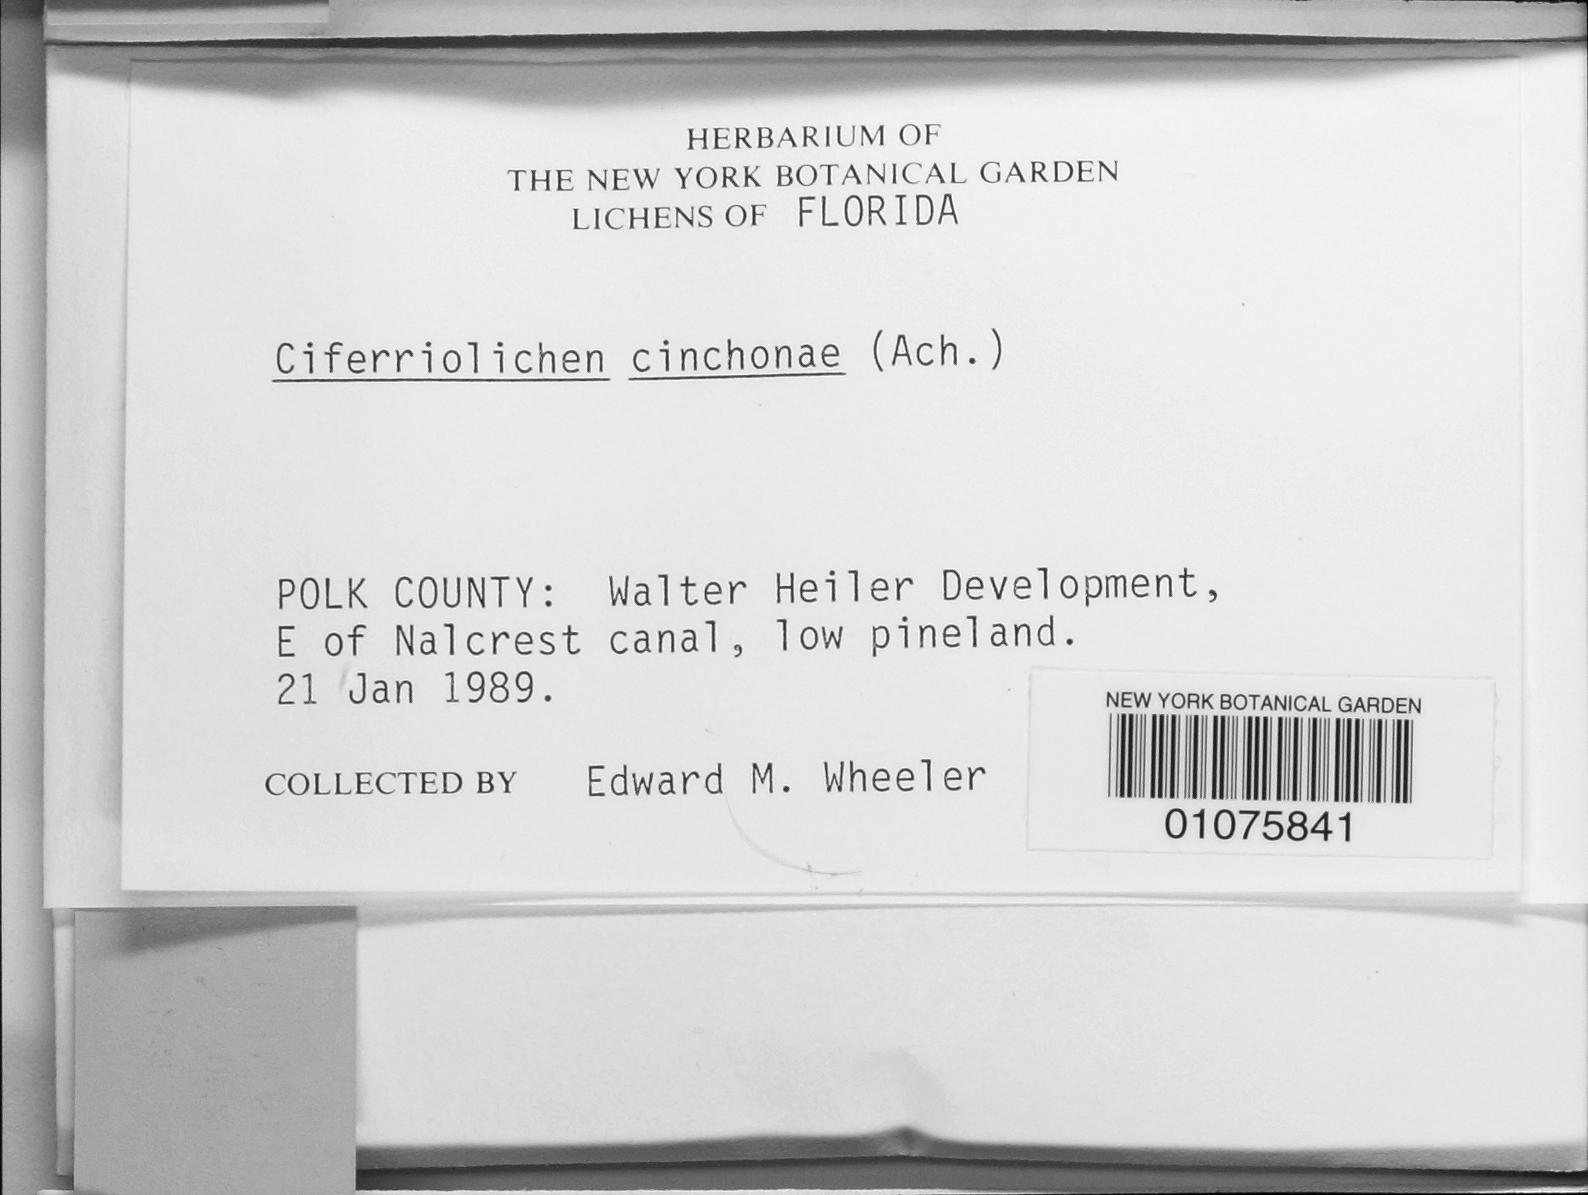 HERBARIUM OF
THE NEW YORK BOTANICAL GARDEN
LICHENS OF FLORIDA
Ciferriolichen cinchonae (Ach.)
POLK COUNTY: Walter Heiler Development,
E of Nalcrest canal, low pineland.
21 Jan 1989.
COLLECTED BY Edward M. Wheeler
NEW YORK BOTANICAL GARDEN
01075841